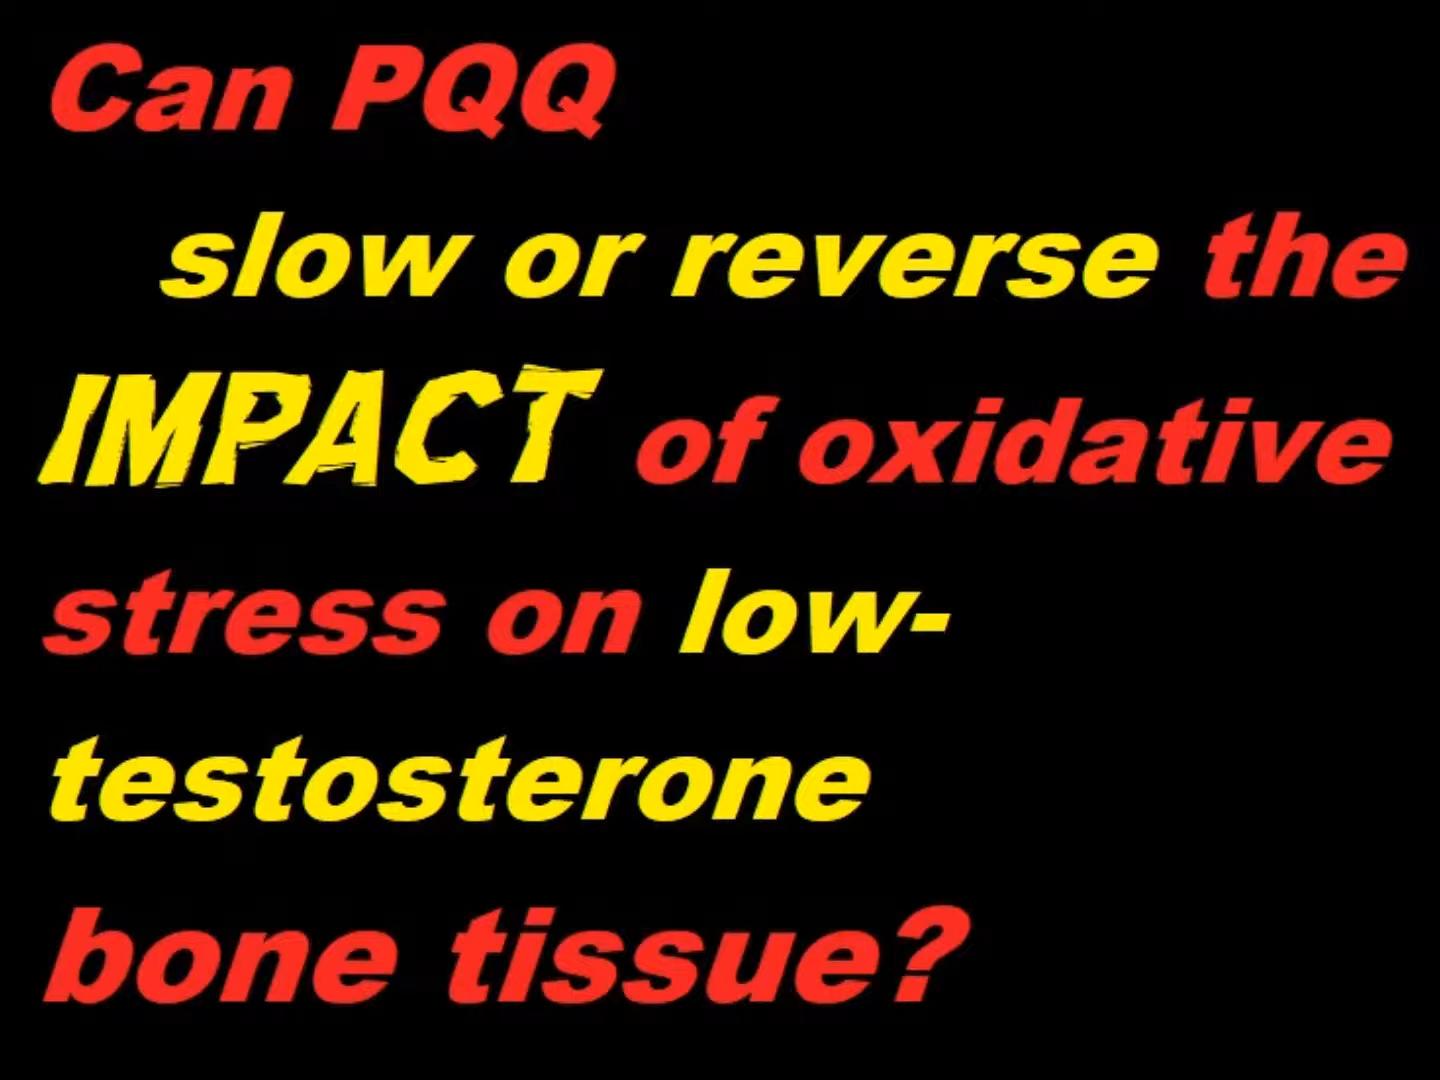 Can PQQ
slow or reverse the
IMPACT of oxidative
stress on low-
testosterone
bone tissue?